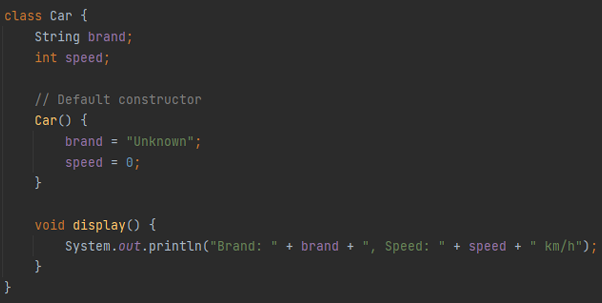 class Car {
    String brand;
    int speed;

    // Default constructor
    Car() {
        brand = "Unknown";
        speed = 0;
    }

    void display() {
        System.out.println("Brand: " + brand + ", Speed: " + speed + " km/h");
    }
}